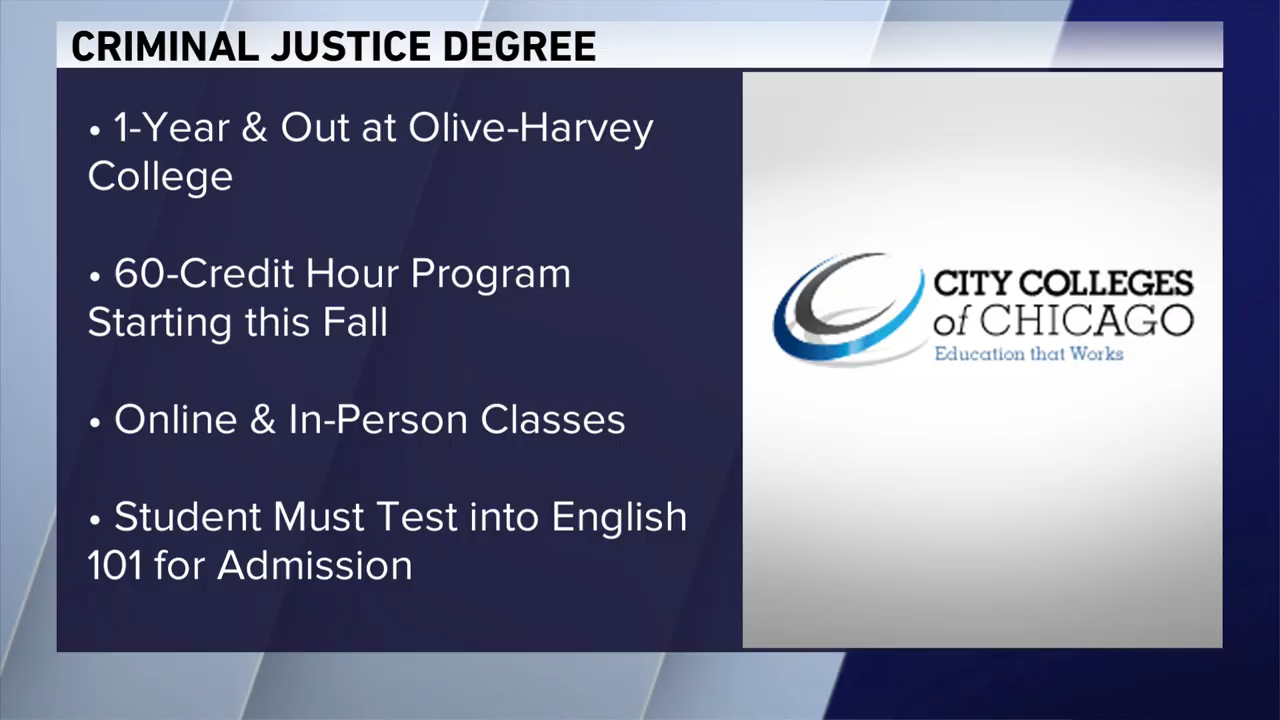 CRIMINAL JUSTICE DEGREE
• 1-Year & Out at Olive-Harvey
College
• 60-Credit Hour Program
Starting this Fall
• Online & In-Person Classes
• Student Must Test into English
101 for Admission
CITY COLLEGES
of CHICAGO
Education that Works